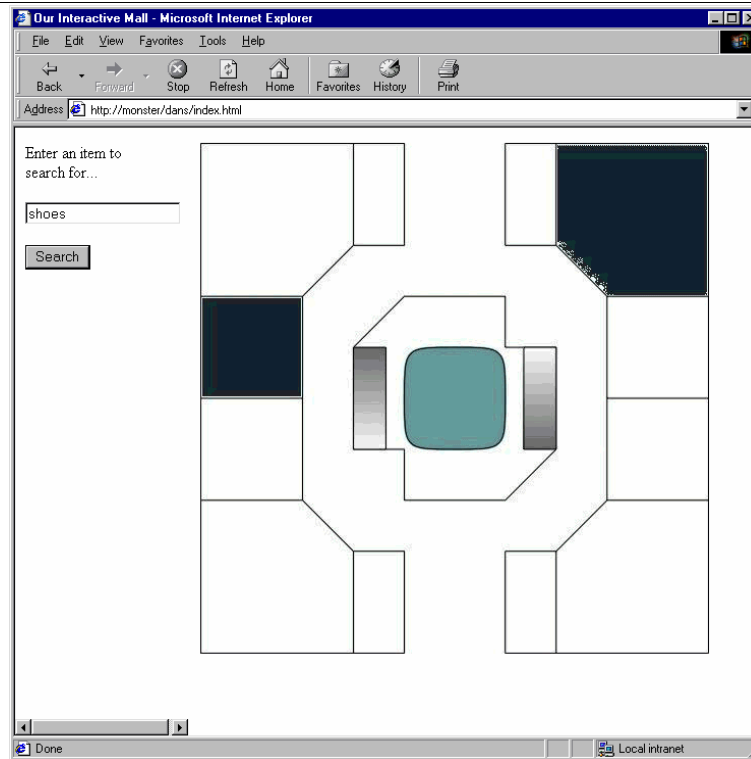 Our Interactive Mall - Microsoft Internet Explorer
File Edit View Favorites Tools Help
Back Forward Stop Refresh Home Favorites History Print
Address http://monster/dans/index.html
Enter an item to
search for...
shoes
Search
Done Local intranet